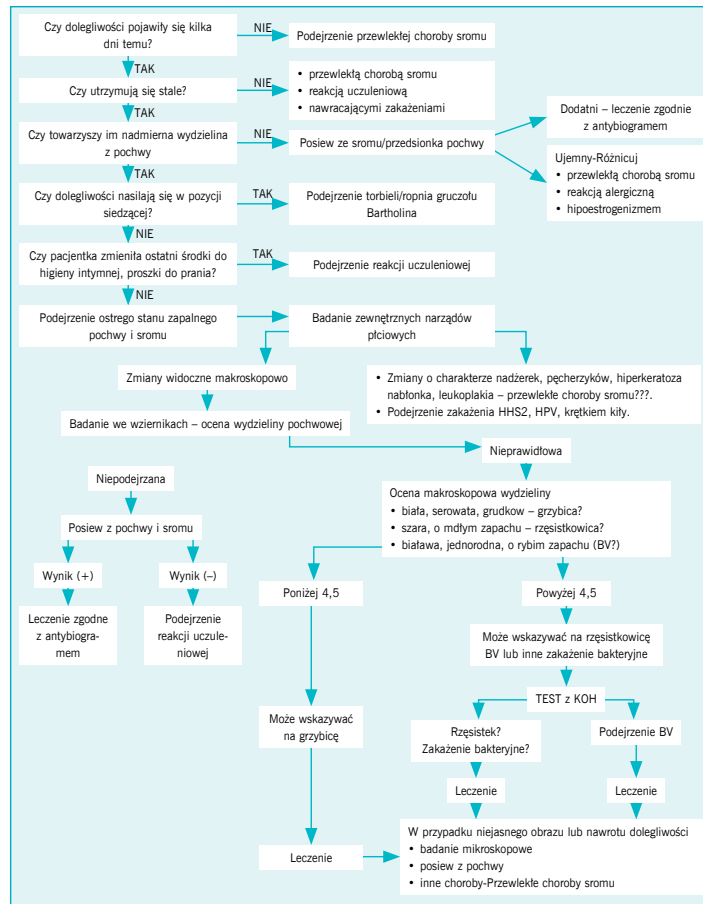 Czy dolegliwości pojawiły się kilka
dni temu?
NIE
Podejrzenie przewlekłej choroby sromu
TAK
Czy utrzymują się stale?
NIE
• przewlekłą chorobą sromu
• reakcją uczuleniową
• nawracającymi zakażeniami
TAK
Czy towarzyszy im nadmierna wydzielina
z pochwy
NIE
Posiew ze sromu/przedsionka pochwy
Dodatni – leczenie zgodnie
z antybiogramem
Ujemny-Różnicuj
• przewlekłą chorobą sromu
• reakcją alergiczną
• hipoestrogenizmem
TAK
Czy dolegliwości nasilają się w pozycji
siedzącej?
TAK
Podejrzenie torbieli/ropnia gruczołu
Bartholina
NIE
Czy pacjentka zmieniła ostatni środki do
higieny intymnej, proszki do prania?
TAK
Podejrzenie reakcji uczuleniowej
NIE
Podejrzenie ostrego stanu zapalnego
pochwy i sromu
Badanie zewnętrznych narządów
płciowych
Zmiany widoczne makroskopowo
• Zmiany o charakterze nadżerek, pęcherzyków, hiperkeratoza
nabłonka, leukoplakia – przewlekłe choroby sromu???.
• Podejrzenie zakażenia HHS2, HPV, krętkiem kiły.
Badanie we wziernikach – ocena wydzieliny pochwowej
Nieprawidłowa
Niepodejrzana
Ocena makroskopowa wydzieliny
• biała, serowata, grudkow – grzybica?
• szara, o mdłym zapachu – rzęsistkowica?
• biaława, jednorodna, o rybim zapachu (BV?)
Posiew z pochwy i sromu
Wynik (+)
Wynik (–)
Leczenie zgodne
z antybiogra-
mem
Podejrzenie
reakcji uczule-
niowej
Poniżej 4,5
Powyżej 4,5
Może wskazywać na rzęsistkowicę
BV lub inne zakażenie bakteryjne
TEST z KOH
Może wskazywać
na grzybicę
Rzęsistek?
Zakażenie bakteryjne?
Podejrzenie BV
Leczenie
Leczenie
Leczenie
W przypadku niejasnego obrazu lub nawrotu dolegliwości
• badanie mikroskopowe
• posiew z pochwy
• inne choroby-Przewlekłe choroby sromu